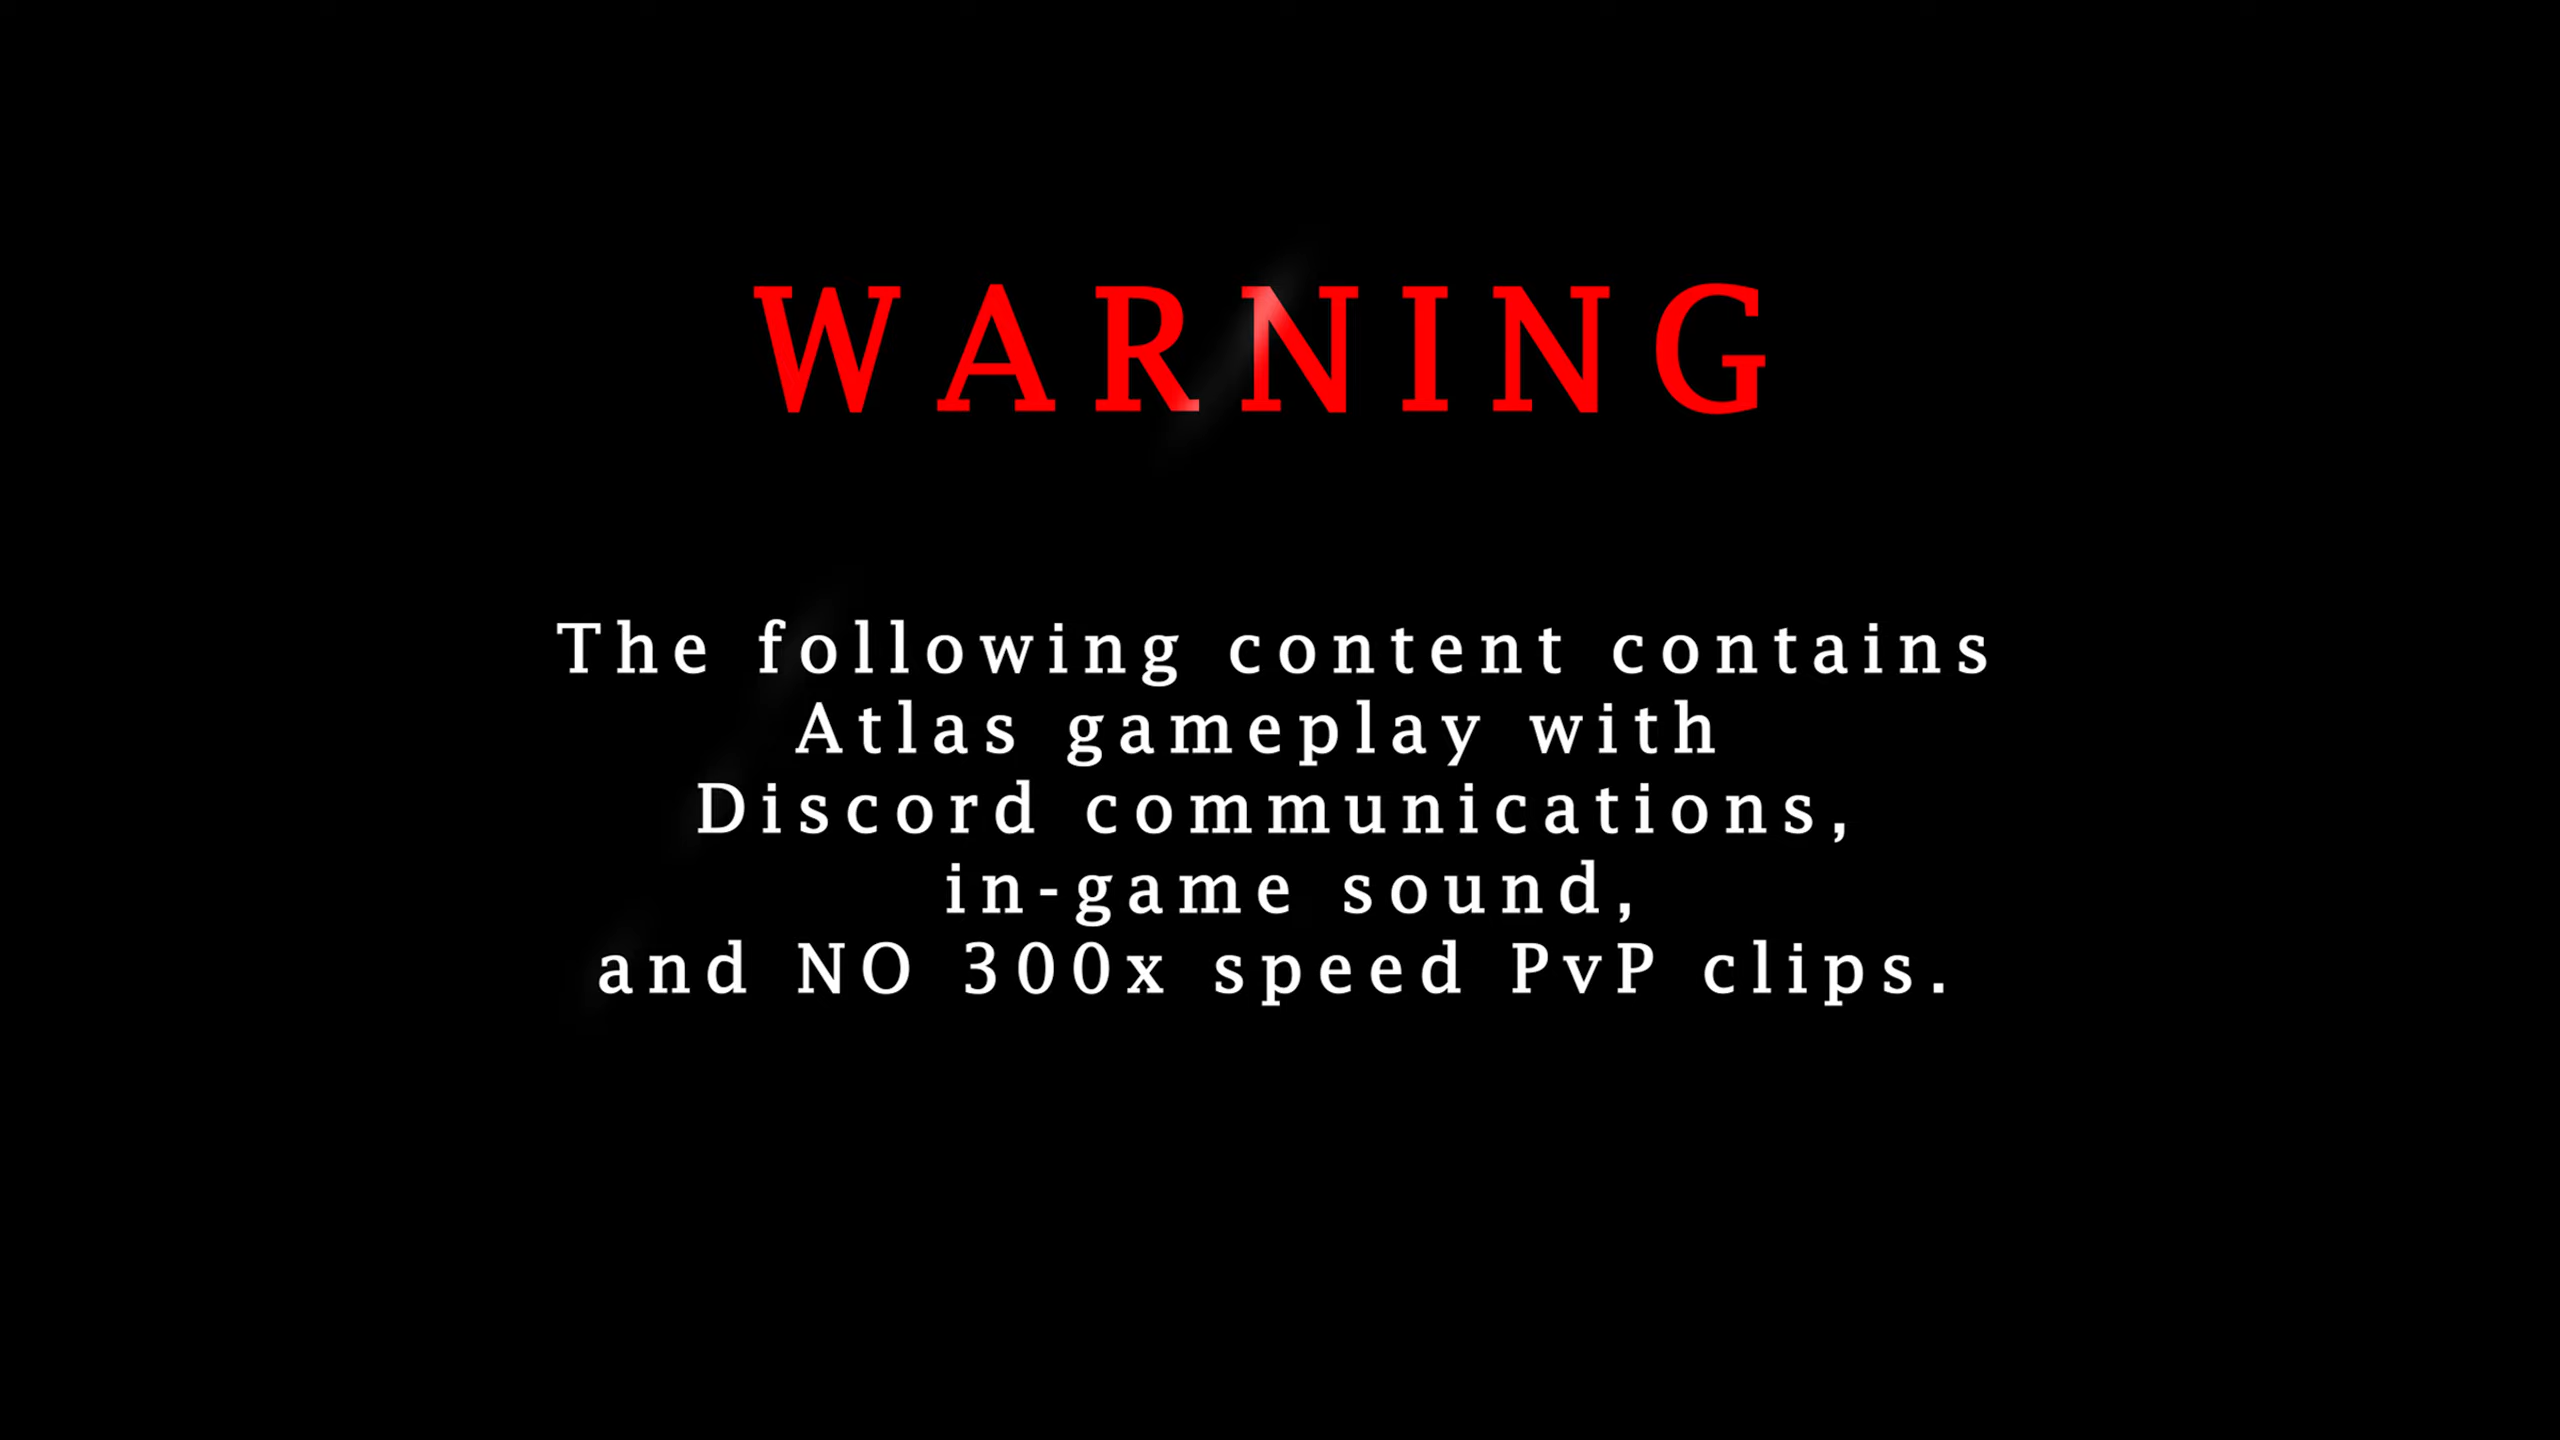 WARNING
The following content contains
Atlas gameplay with
Discord communications,
in-game sound,
and NO 300x speed PvP clips.